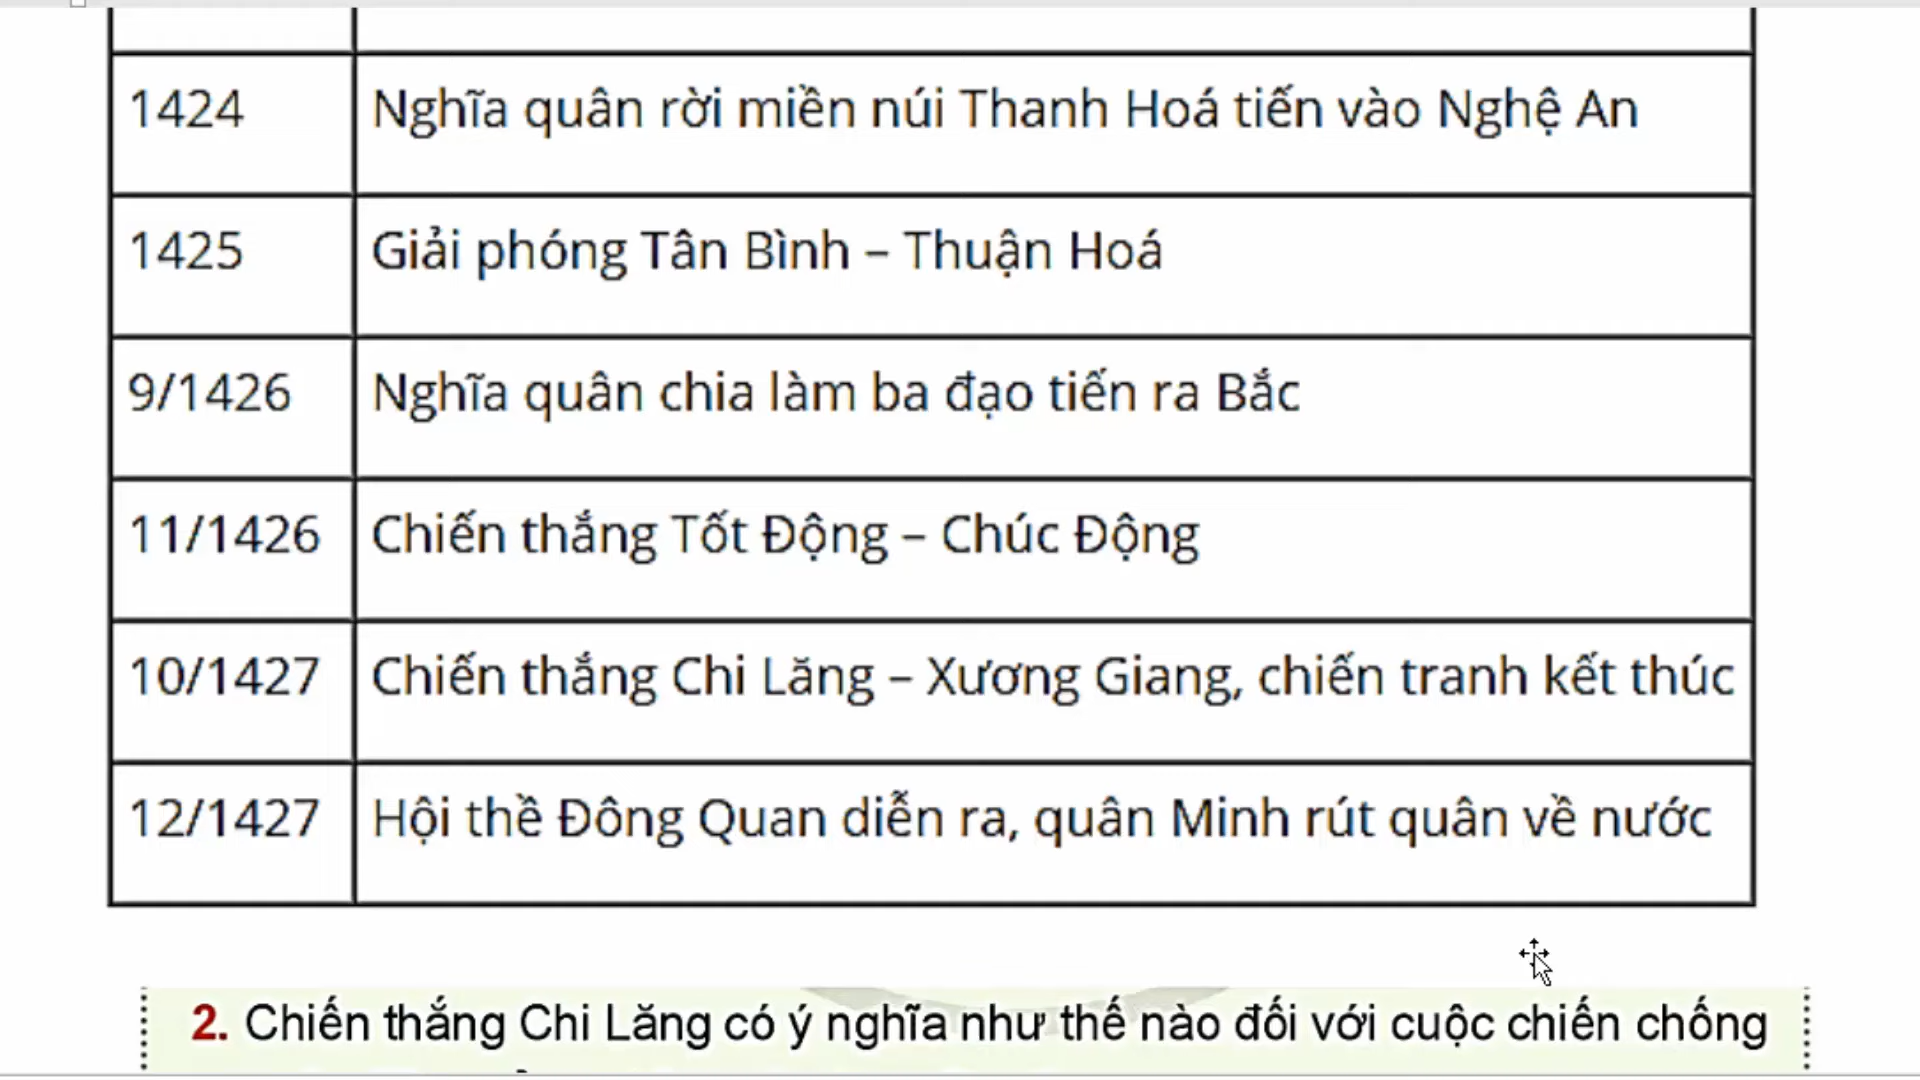 1424 Nghĩa quân rời miền núi Thanh Hoá tiến vào Nghệ An
1425 Giải phóng Tân Bình – Thuận Hoá
9/1426 Nghĩa quân chia làm ba đạo tiến ra Bắc
11/1426 Chiến thắng Tốt Động – Chúc Động
10/1427 Chiến thắng Chi Lăng – Xương Giang, chiến tranh kết thúc
12/1427 Hội thề Đông Quan diễn ra, quân Minh rút quân về nước
2. Chiến thắng Chi Lăng có ý nghĩa như thế nào đối với cuộc chiến chống